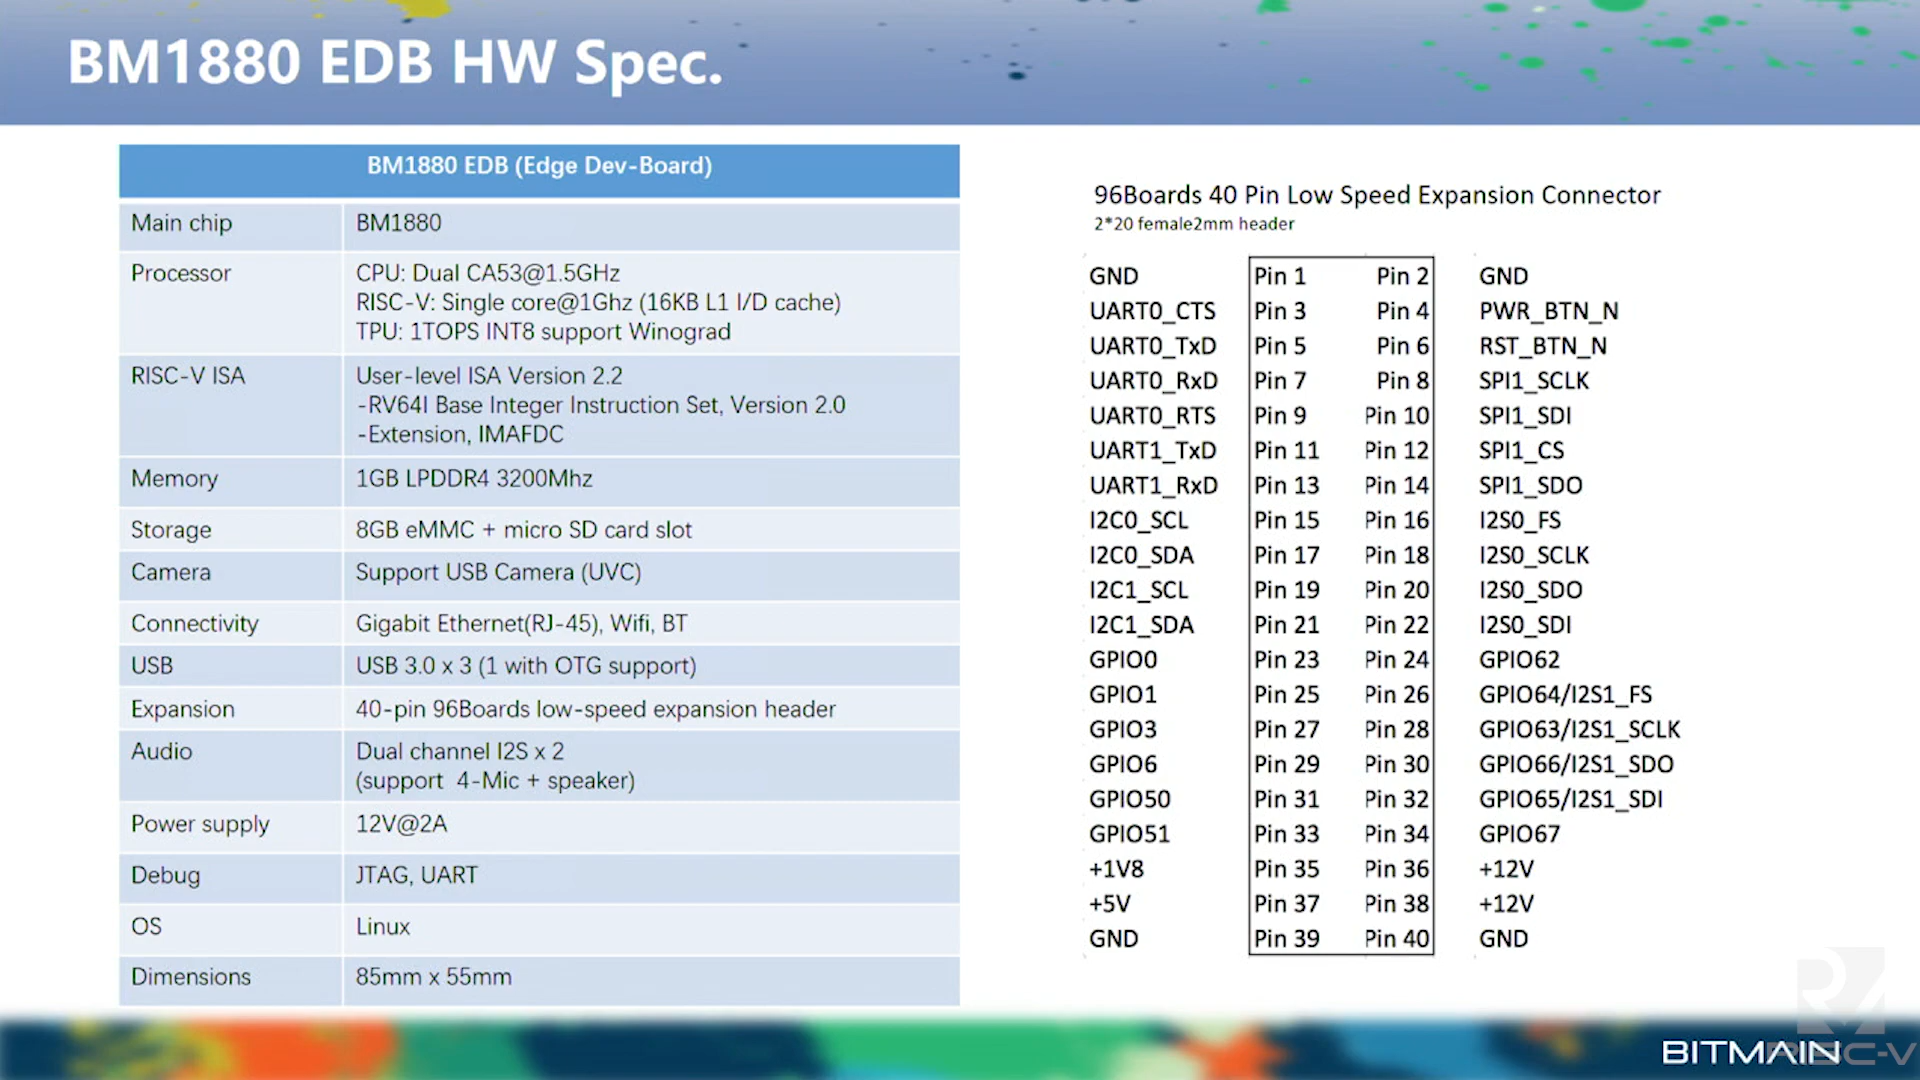 BM1880 EDB HW Spec.
BM1880 EDB (Edge Dev-Board)
Main chip BM1880
Processor CPU: Dual CA53@1.5GHz
RISC-V: Single core@1Ghz (16KB L1 I/D cache)
TPU: 1TOPS INT8 support Winograd
RISC-V ISA User-level ISA Version 2.2
-RV64I Base Integer Instruction Set, Version 2.0
-Extension, IMAFDC
Memory 1GB LPDDR4 3200Mhz
Storage 8GB eMMC + micro SD card slot
Camera Support USB Camera (UVC)
Connectivity Gigabit Ethernet(RJ-45), Wifi, BT
USB USB 3.0 x 3 (1 with OTG support)
Expansion 40-pin 96Boards low-speed expansion header
Audio Dual channel I2S x 2
(support 4-Mic + speaker)
Power supply 12V@2A
Debug JTAG, UART
OS Linux
Dimensions 85mm x 55mm
96Boards 40 Pin Low Speed Expansion Connector
2*20 female2mm header
GND Pin 1 Pin 2 GND
UART0_CTS Pin 3 Pin 4 PWR_BTN_N
UART0_TxD Pin 5 Pin 6 RST_BTN_N
UART0_RxD Pin 7 Pin 8 SPI1_SCLK
UART0_RTS Pin 9 Pin 10 SPI1_SDI
UART1_TxD Pin 11 Pin 12 SPI1_CS
UART1_RxD Pin 13 Pin 14 SPI1_SDO
I2C0_SCL Pin 15 Pin 16 I2S0_FS
I2C0_SDA Pin 17 Pin 18 I2S0_SCLK
I2C1_SCL Pin 19 Pin 20 I2S0_SDO
I2C1_SDA Pin 21 Pin 22 I2S0_SDI
GPIO0 Pin 23 Pin 24 GPIO62
GPIO1 Pin 25 Pin 26 GPIO64/I2S1_FS
GPIO3 Pin 27 Pin 28 GPIO63/I2S1_SCLK
GPIO6 Pin 29 Pin 30 GPIO66/I2S1_SDO
GPIO50 Pin 31 Pin 32 GPIO65/I2S1_SDI
GPIO51 Pin 33 Pin 34 GPIO67
+1V8 Pin 35 Pin 36 +12V
+5V Pin 37 Pin 38 +12V
GND Pin 39 Pin 40 GND
BITMAIN
RISC-V